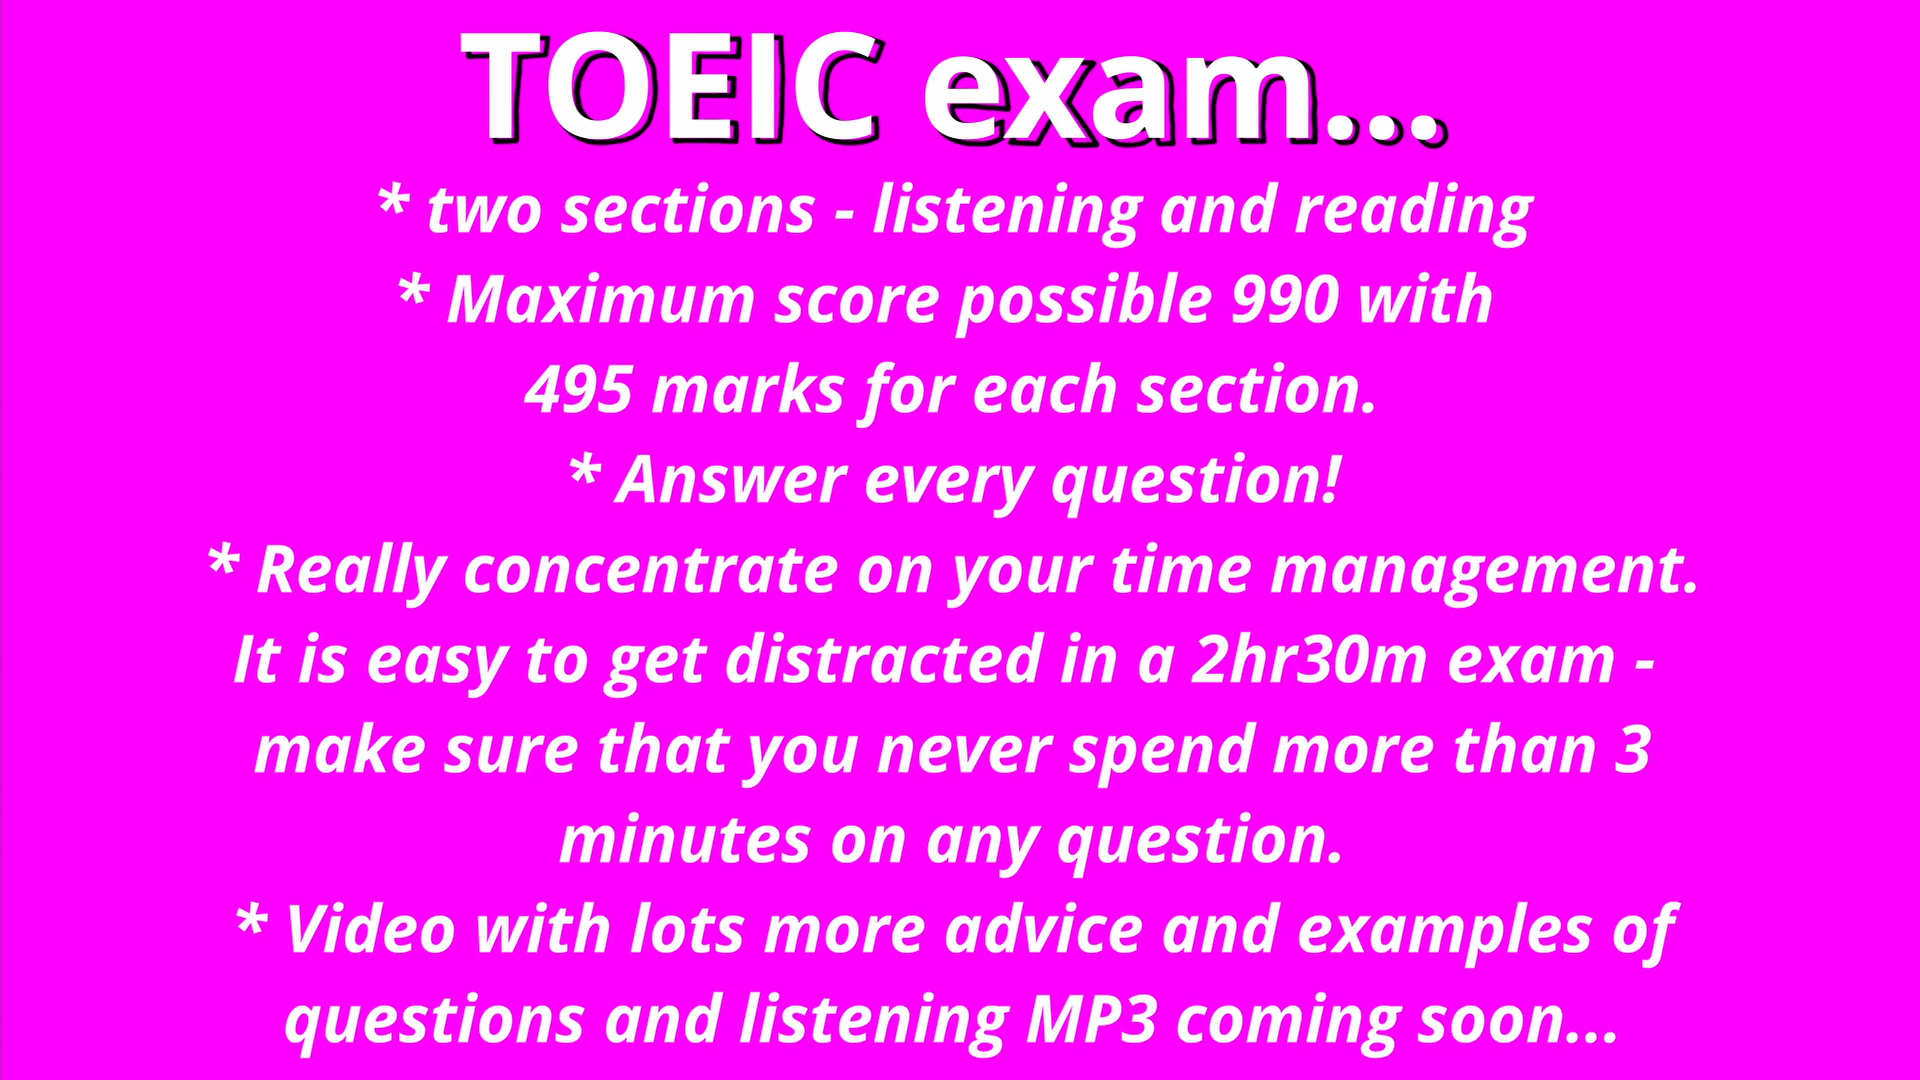 TOEIC exam...
* two sections - listening and reading
* Maximum score possible 990 with
495 marks for each section.
* Answer every question!
* Really concentrate on your time management.
It is easy to get distracted in a 2hr30m exam -
make sure that you never spend more than 3
minutes on any question.
* Video with lots more advice and examples of
questions and listening MP3 coming soon...